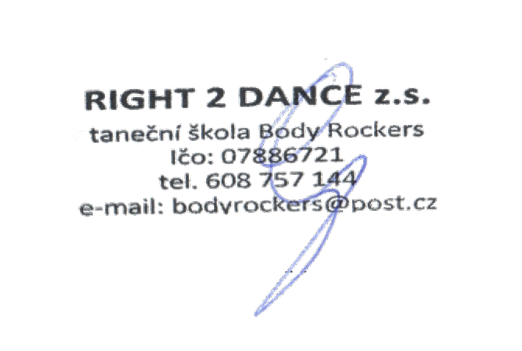 RIGHT 2 DANCE z.s.
taneční škola Body Rockers
Ičo: 07886721
tel. 608 757 144
e-mail: bodyrockers@post.cz